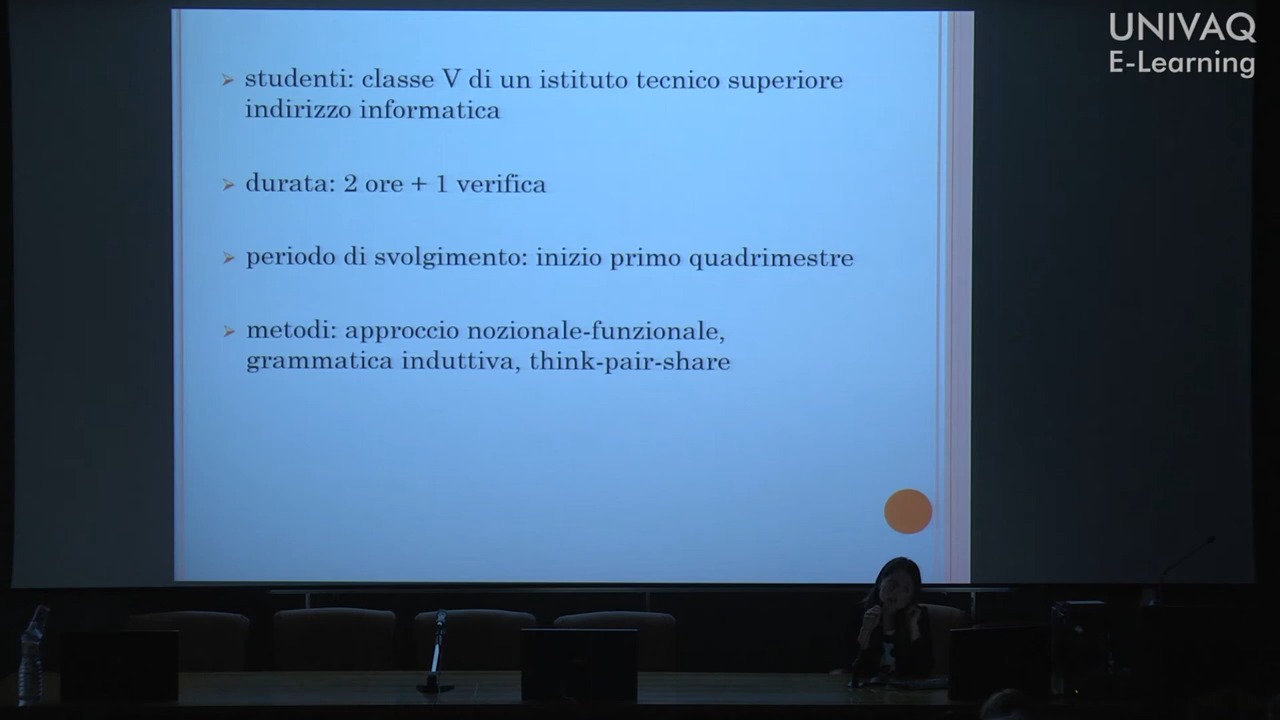 UNIVAQ
E-Learning
studenti: classe V di un istituto tecnico superiore
indirizzo informatica
durata: 2 ore + 1 verifica
periodo di svolgimento: inizio primo quadrimestre
metodi: approccio nozionale-funzionale,
grammatica induttiva, think-pair-share